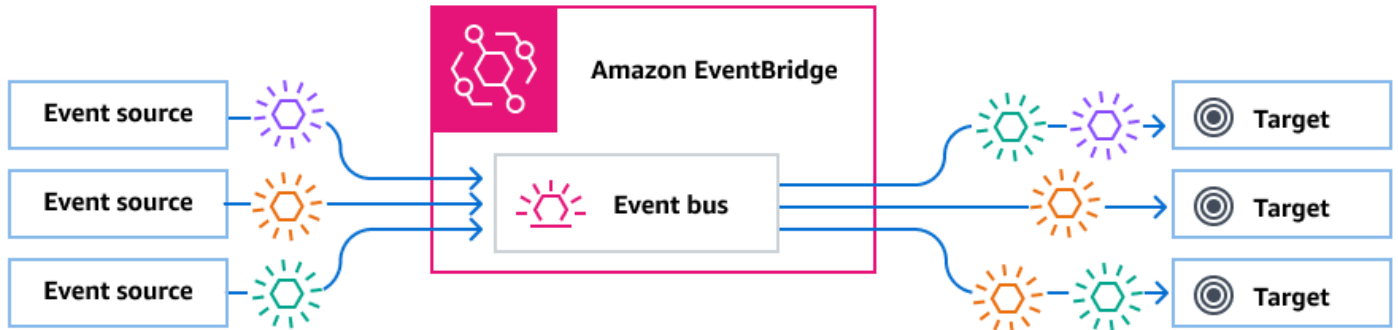 Amazon EventBridge
Event source
Event source
Event source
Event bus
Target
Target
Target